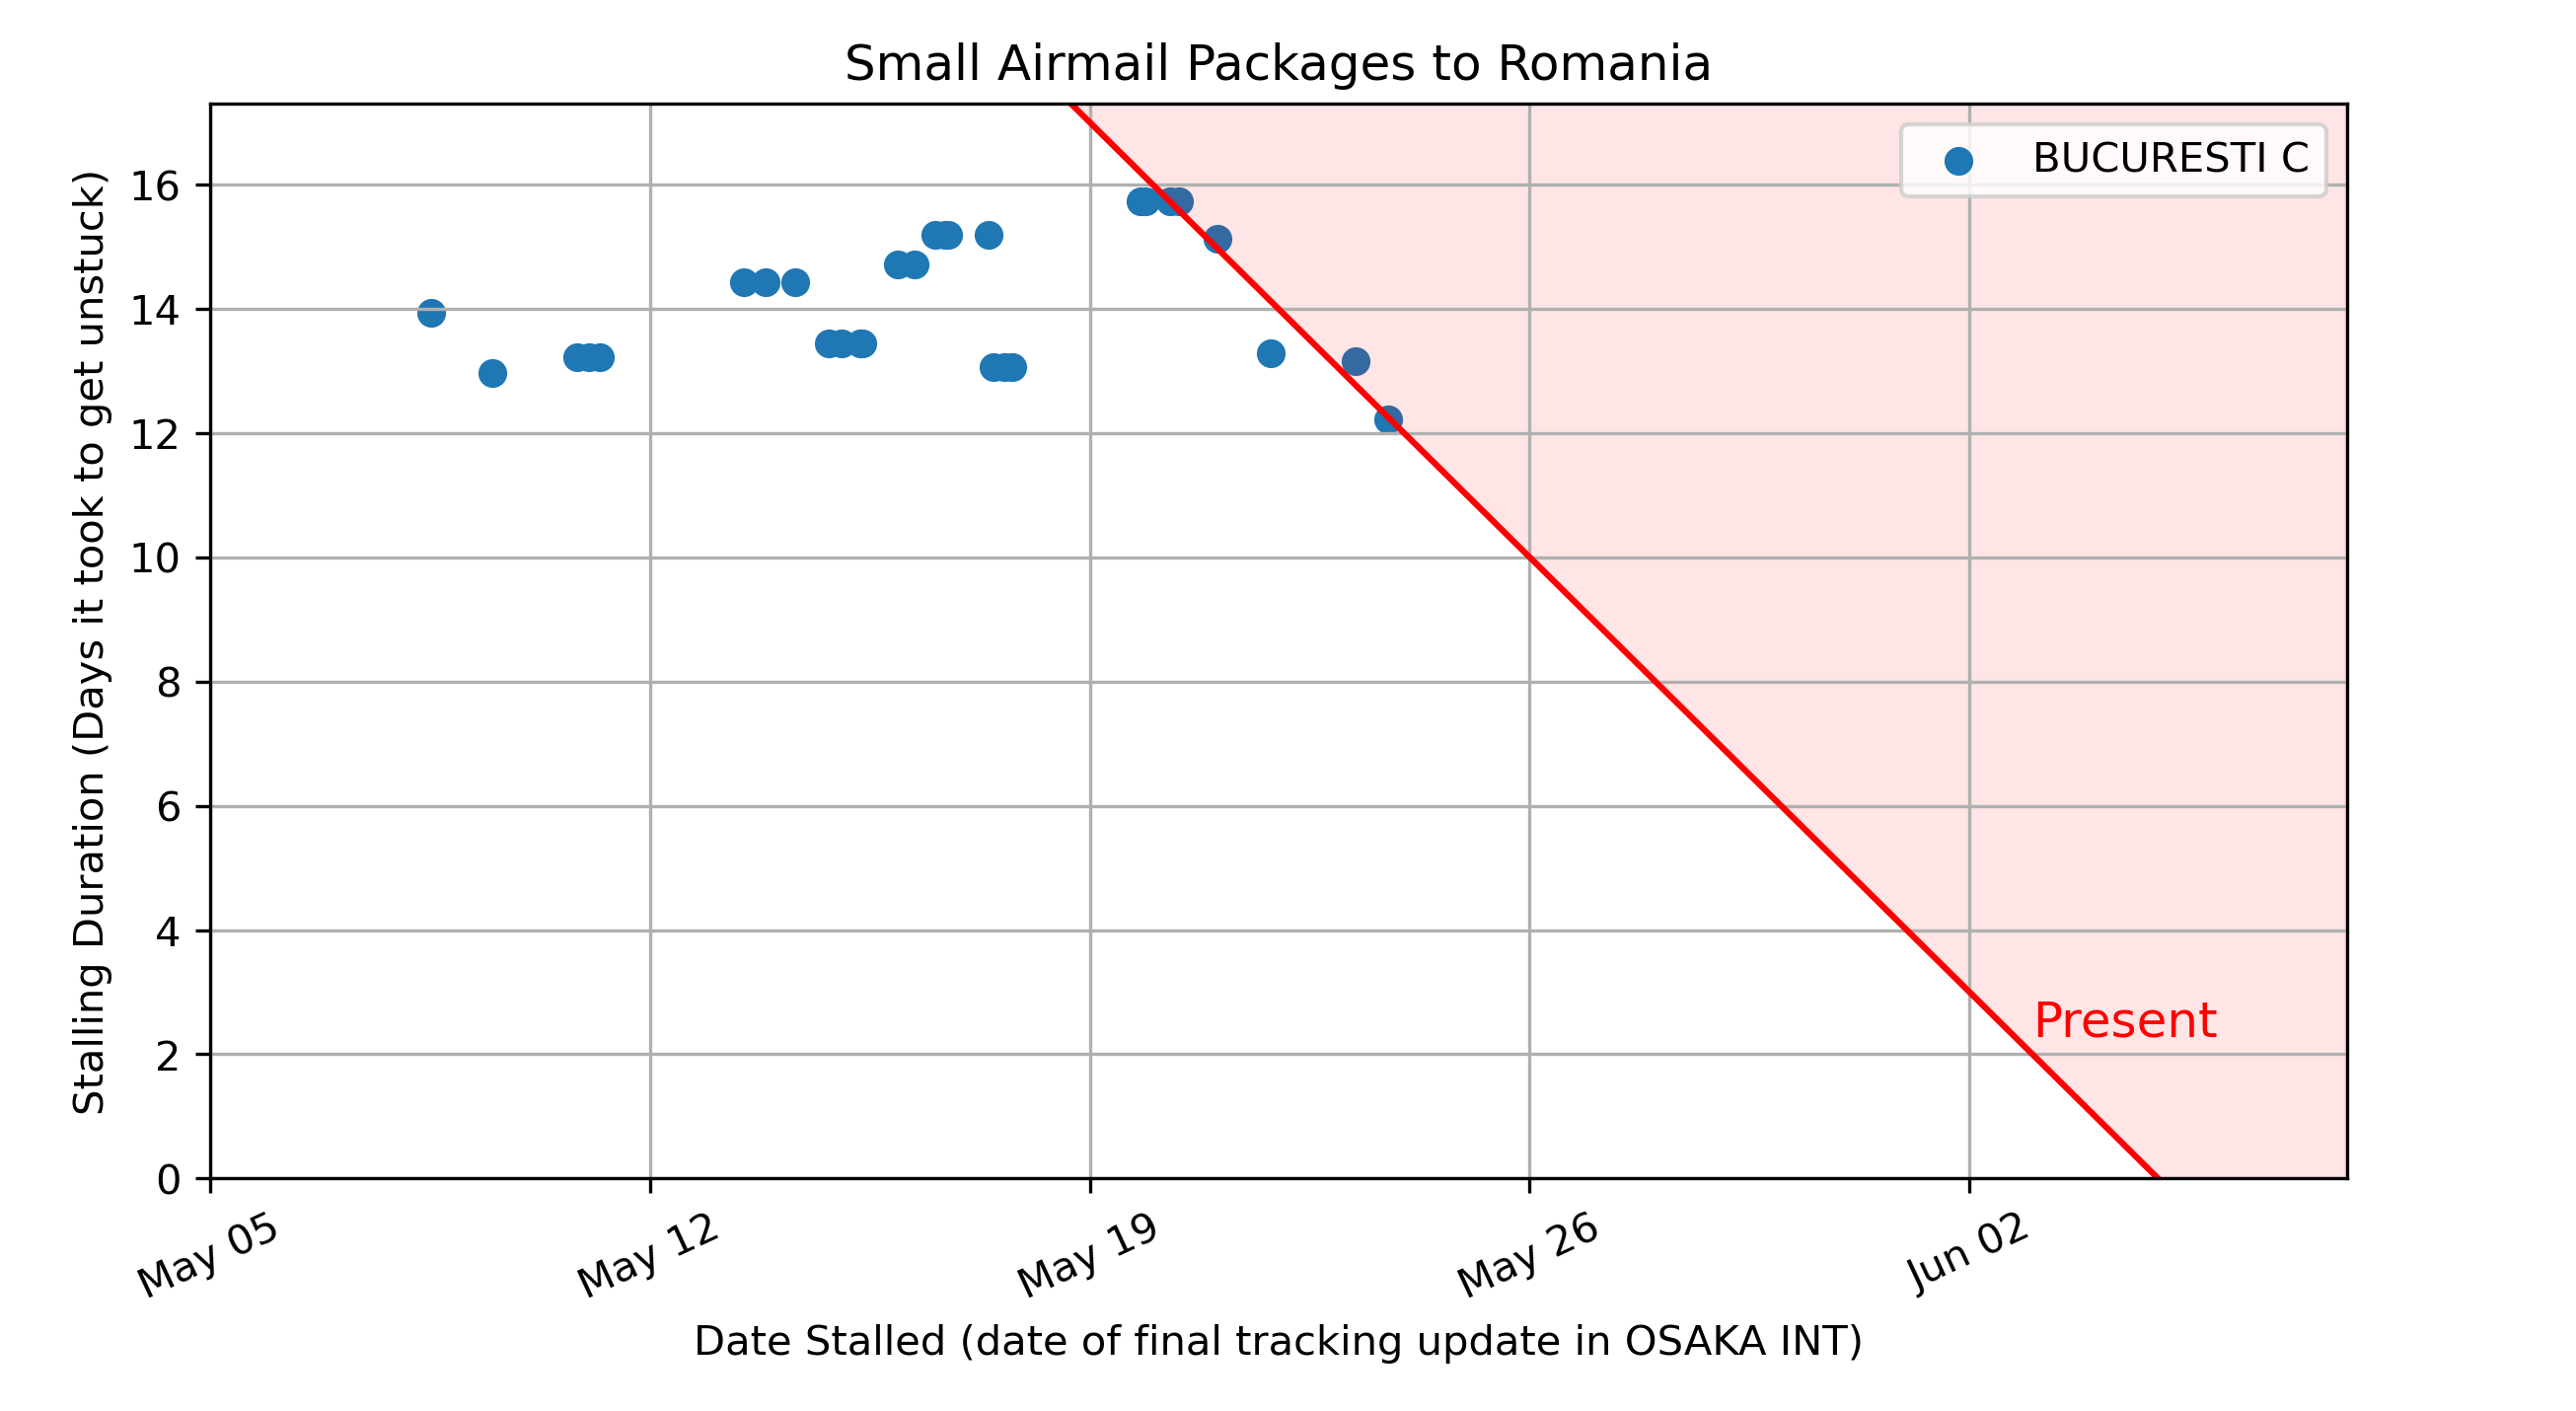 Small Airmail Packages to Romania
BUCURESTI C
Stalling Duration (Days it took to get unstuck)
16
14
12
10
8
6
4
2
0
Present
May 05
May 12
May 19
May 26
Jun 02
Date Stalled (date of final tracking update in OSAKA INT)